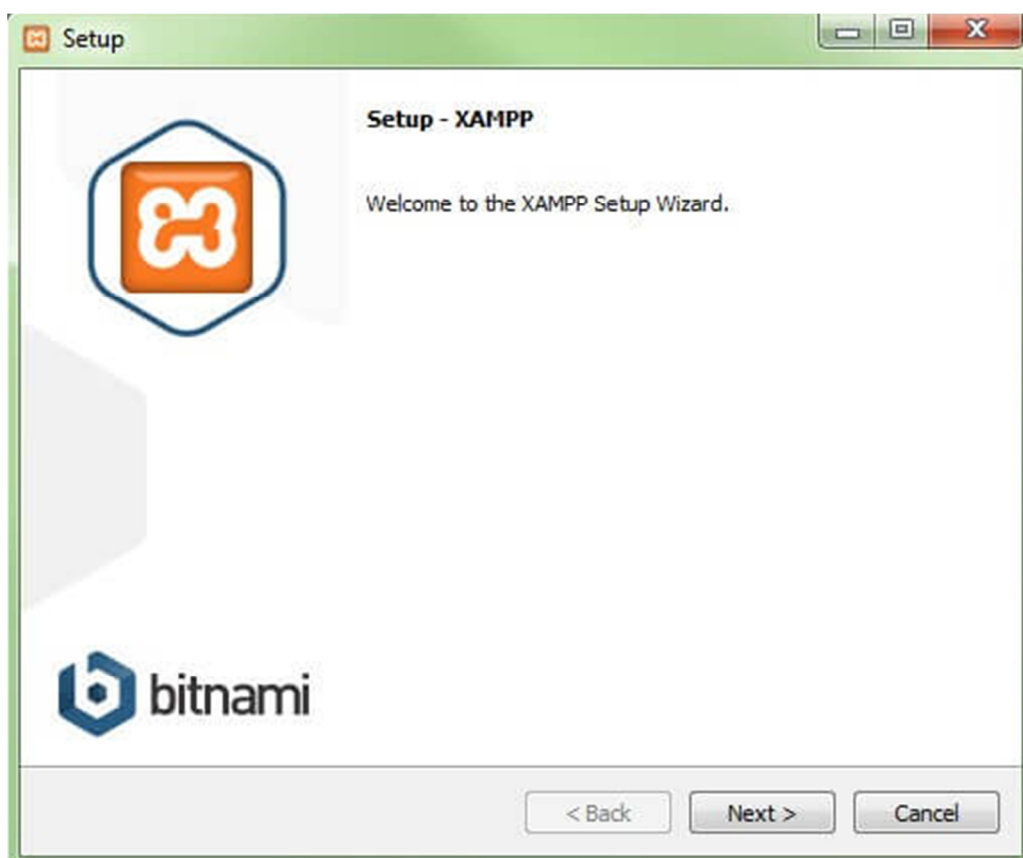 Setup
Setup - XAMPP
Welcome to the XAMPP Setup Wizard.
bitnami
< Back
Next >
Cancel